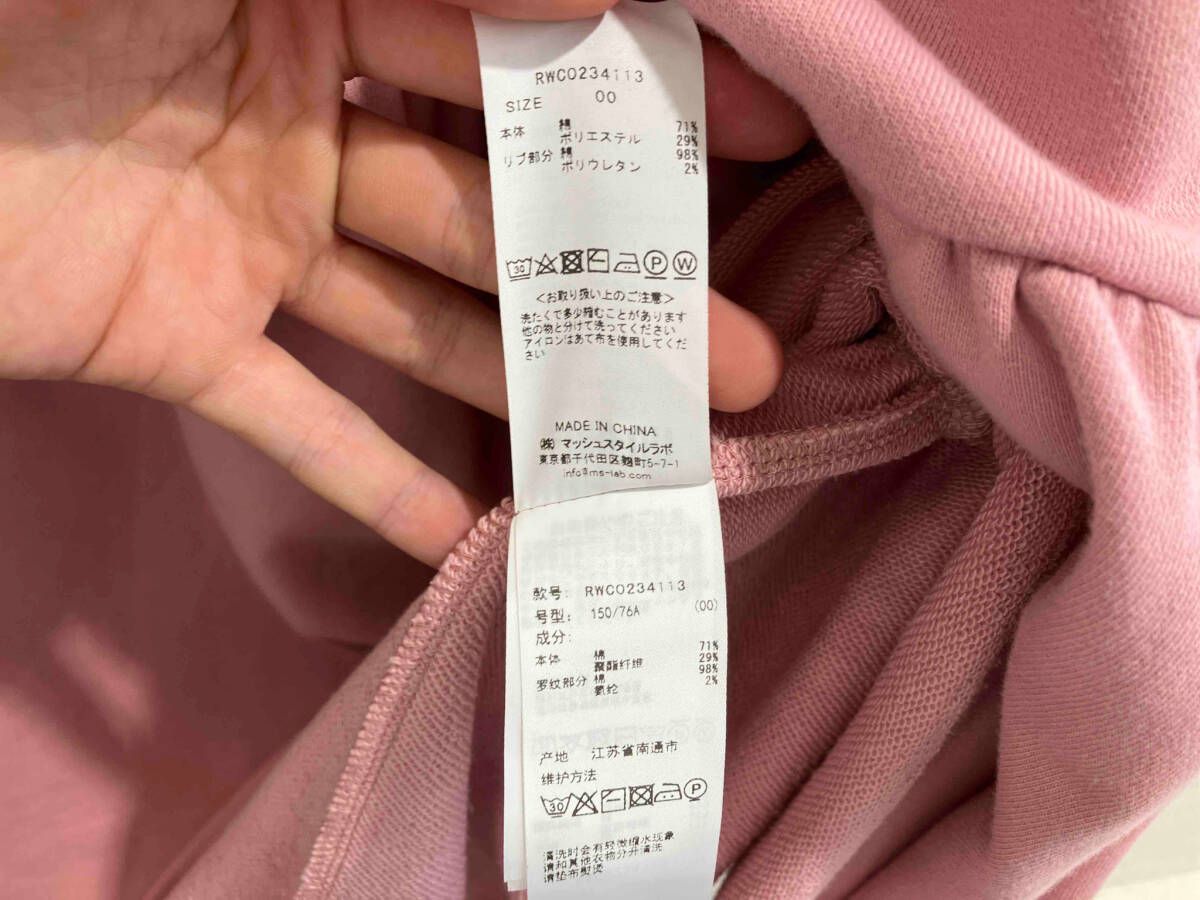 RWCO234113
SIZE 00
本体 綿 71%
ポリエステル 29%
リブ部分 綿 98%
ポリウレタン 2%
30 P W
<お取り扱い上のご注意>
洗たくで多少縮むことがあります
他の物と分けて洗ってください
アイロンはあて布を使用してくだ
さい
MADE IN CHINA
㈱マッシュスタイルラボ
東京都千代田区麹町5-7-1
info@ms-lab.com
款号: RWCO234113
号型: 150/76A (00)
成分:
本体 棉 71%
聚酯纤维 29%
罗纹部分 棉 98%
氨纶 2%
产地 江苏省南通市
维护方法
30 P
清洗时会有轻微缩水现象
请和其他衣物分开清洗
请垫布熨烫